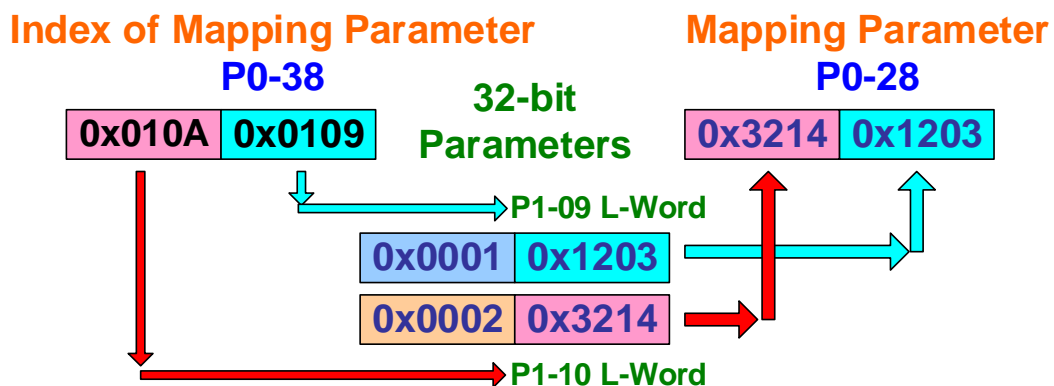 Index of Mapping Parameter
Mapping Parameter
P0-38
P0-28
32-bit
Parameters
0x010A 0x0109
0x3214 0x1203
P1-09 L-Word
0x0001 0x1203
0x0002 0x3214
P1-10 L-Word